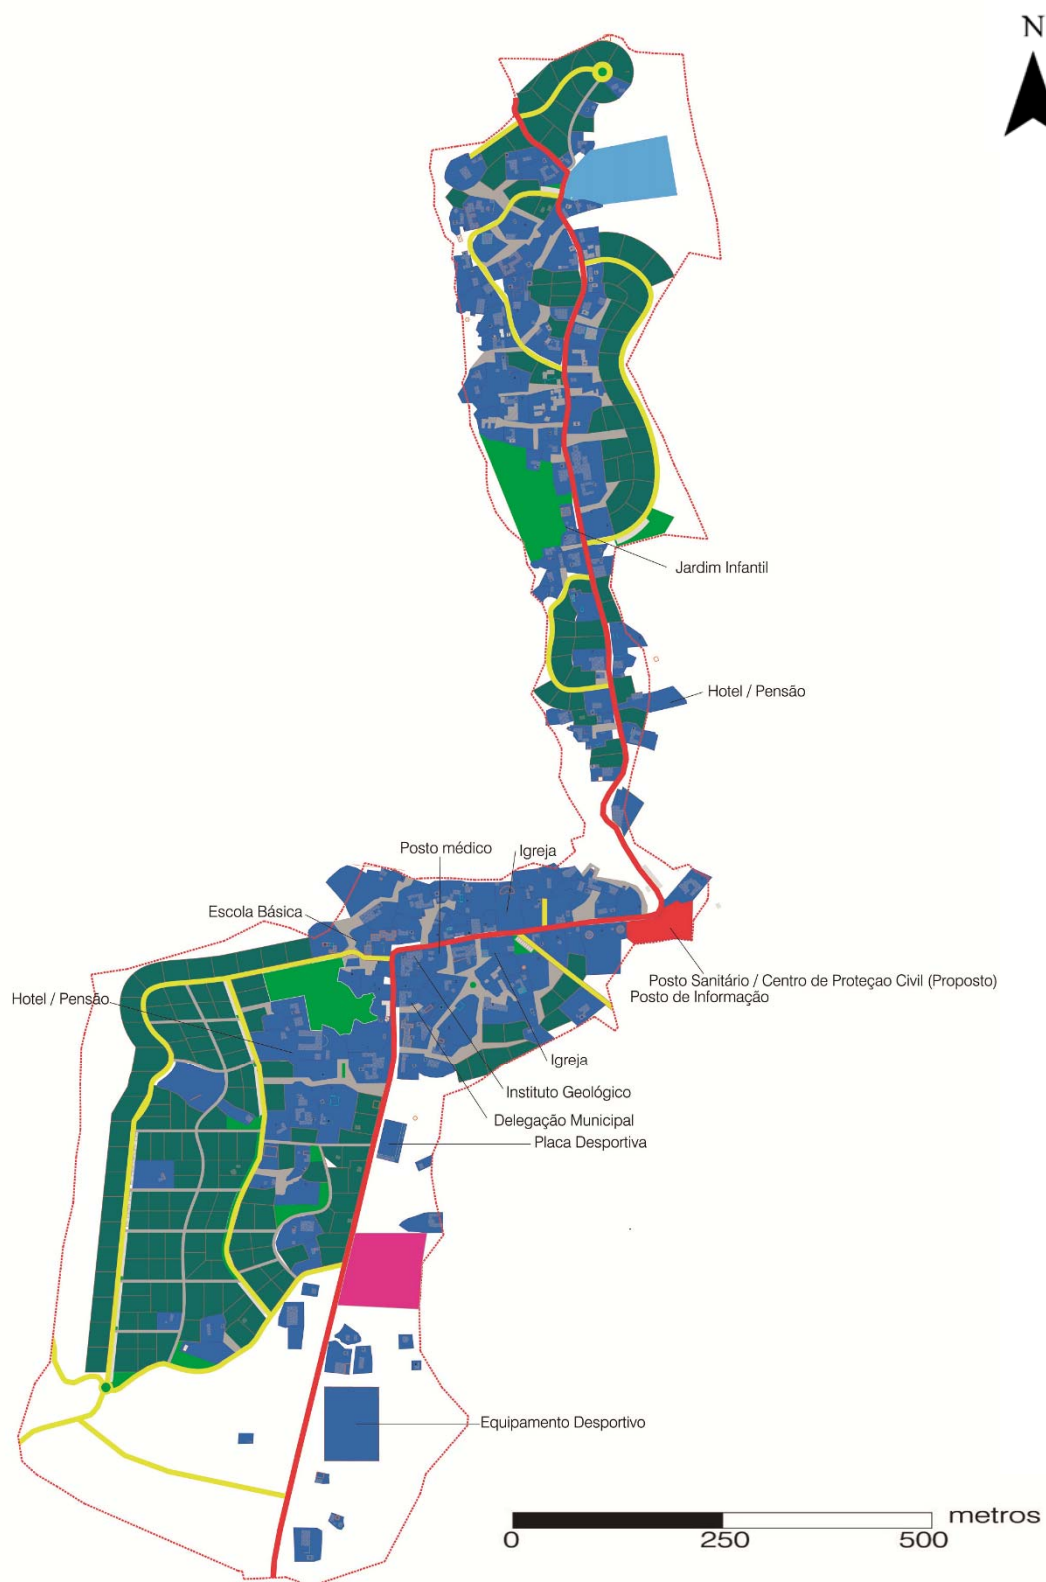 N
Jardim Infantil
Hotel / Pensão
Posto médico
Igreja
Escola Básica
Posto Sanitário / Centro de Proteçao Civil (Proposto)
Posto de Informação
Hotel / Pensão
Igreja
Instituto Geológico
Delegação Municipal
Placa Desportiva
Equipamento Desportivo
metros
0 250 500